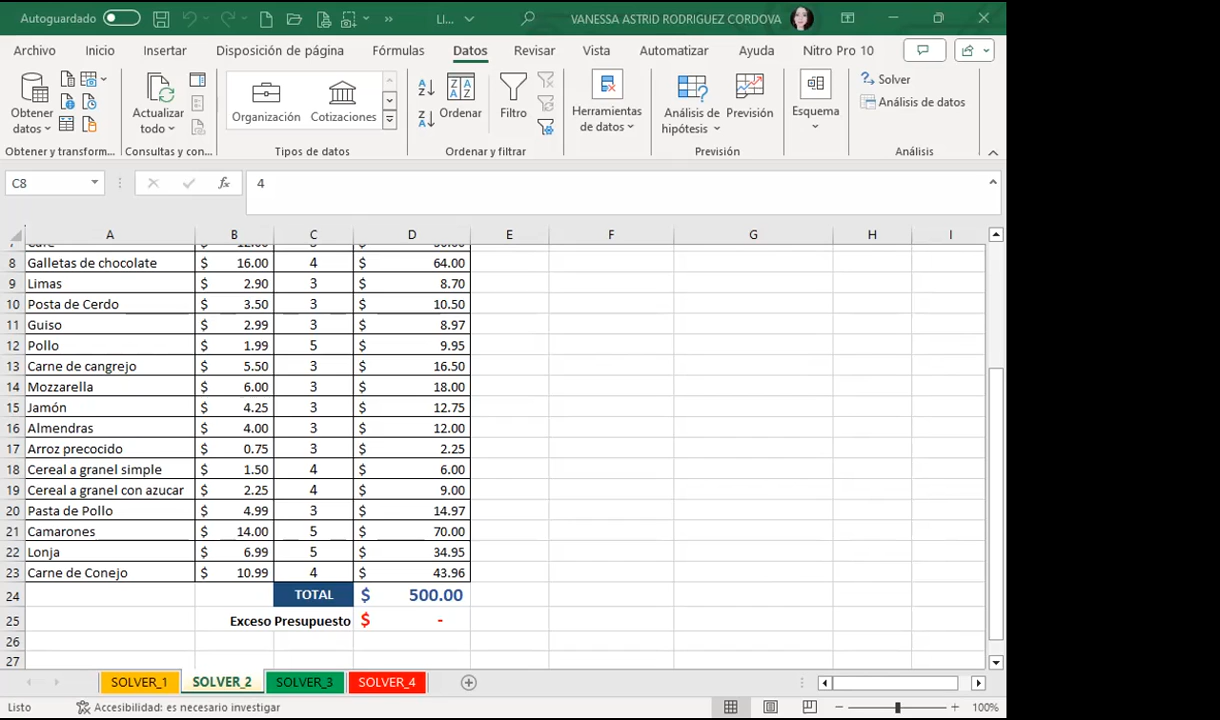 Autoguardado LI... VANESSA ASTRID RODRIGUEZ CORDOVA
Archivo Inicio Insertar Disposición de página Fórmulas Datos Revisar Vista Automatizar Ayuda Nitro Pro 10
Obtener datos
Actualizar todo
Organización Cotizaciones
Ordenar
Filtro
Herramientas de datos
Análisis de hipótesis
Previsión
Esquema
Solver
Análisis de datos
Obtener y transform... Consultas y con... Tipos de datos Ordenar y filtrar Previsión Análisis
C8 fx 4
A B C D E F G H I
8 Galletas de chocolate $ 16.00 4 $ 64.00
9 Limas $ 2.90 3 $ 8.70
10 Posta de Cerdo $ 3.50 3 $ 10.50
11 Guiso $ 2.99 3 $ 8.97
12 Pollo $ 1.99 5 $ 9.95
13 Carne de cangrejo $ 5.50 3 $ 16.50
14 Mozzarella $ 6.00 3 $ 18.00
15 Jamón $ 4.25 3 $ 12.75
16 Almendras $ 4.00 3 $ 12.00
17 Arroz precocido $ 0.75 3 $ 2.25
18 Cereal a granel simple $ 1.50 4 $ 6.00
19 Cereal a granel con azucar $ 2.25 4 $ 9.00
20 Pasta de Pollo $ 4.99 3 $ 14.97
21 Camarones $ 14.00 5 $ 70.00
22 Lonja $ 6.99 5 $ 34.95
23 Carne de Conejo $ 10.99 4 $ 43.96
24 TOTAL $ 500.00
25 Exceso Presupuesto $ -
26
27
SOLVER_1 SOLVER_2 SOLVER_3 SOLVER_4
Listo Accesibilidad: es necesario investigar 100%